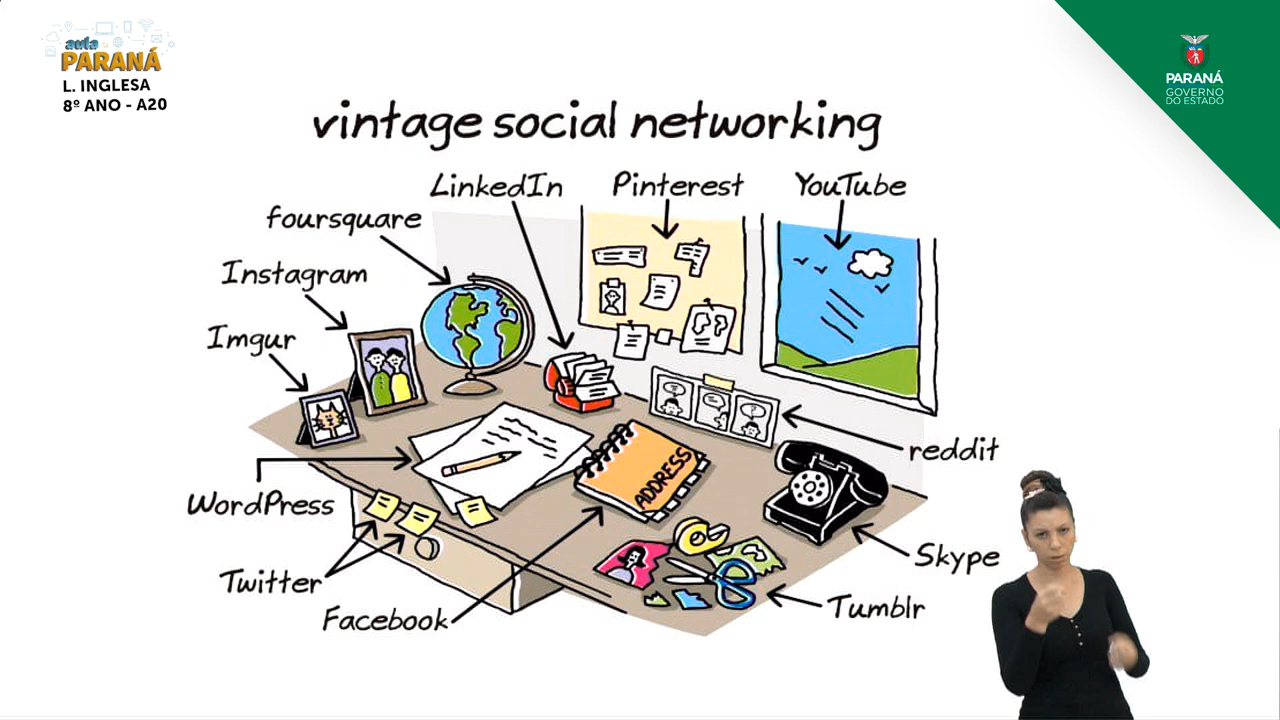 aula
PARANÁ
L. INGLESA
8º ANO - A20
PARANÁ
GOVERNO
DO ESTADO
vintage social networking
LinkedIn
Pinterest
YouTube
foursquare
Instagram
Imgur
reddit
ADDRESS
WordPress
Skype
Twitter
Tumblr
Facebook